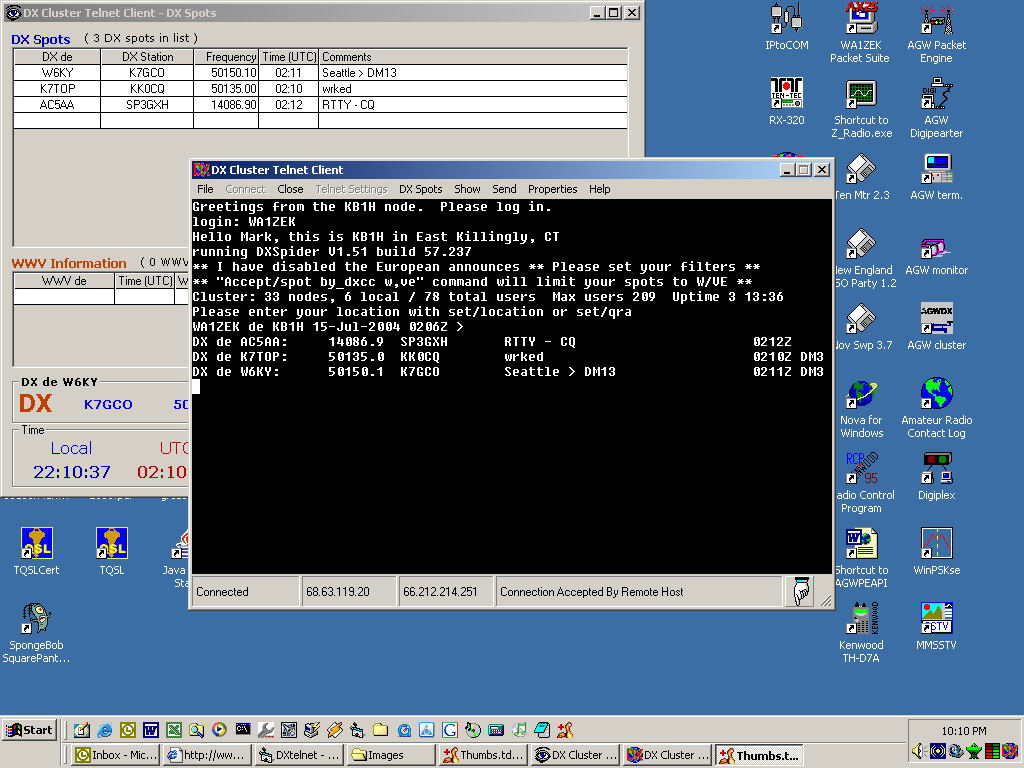 DX Cluster Telnet Client - DX Spots
DX Spots ( 3 DX spots in list )
DX de DX Station Frequency Time (UTC) Comments
W6KY K7GCO 50150.10 02:11 Seattle > DM13
K7TOP KK0CQ 50135.00 02:10 wrked
AC5AA SP3GXH 14086.90 02:12 RTTY - CQ
WWV Information ( 0 WWV
WWV de Time (UTC) W
DX de W6KY
DX K7GCO 50
Time
Local UTC
22:10:37 02:10
DX Cluster Telnet Client
File Connect Close Telnet Settings DX Spots Show Send Properties Help
Greetings from the KB1H node. Please log in.
login: WA1ZEK
Hello Mark, this is KB1H in East Killingly, CT
running DXSpider V1.51 build 57.237
** I have disabled the European announces ** Please set your filters **
** "Accept/spot by_dxcc w,ve" command will limit your spots to W/VE **
Cluster: 33 nodes, 6 local / 78 total users Max users 209 Uptime 3 13:36
Please enter your location with set/location or set/qra
WA1ZEK de KB1H 15-Jul-2004 0206Z >
DX de AC5AA: 14086.9 SP3GXH RTTY - CQ 0212Z
DX de K7TOP: 50135.0 KK0CQ wrked 0210Z DM3
DX de W6KY: 50150.1 K7GCO Seattle > DM13 0211Z DM3
Connected 68.63.119.20 66.212.214.251 Connection Accepted By Remote Host
IPtoCOM
WA1ZEK Packet Suite
AGW Packet Engine
RX-320
Shortcut to Z_Radio.exe
AGW Digipearter
Ten Mitr 2.3
AGW term.
New England
SO Party 1.2
AGW monitor
Nov Swp 3.7
AGW cluster
Nova for Windows
Amateur Radio Contact Log
adio Control Program
Digiplex
Shortcut to AGWPEAPI
WinPSKse
Kenwood TH-D7A
MMSSTV
TQSLCert
TQSL
Java
Sta
SpongeBob SquarePant...
Start
Inbox - Mic... http://www... DXtelnet - ... Images Thumbs.td... DX Cluster ... DX Cluster ... Thumbs.t...
10:10 PM